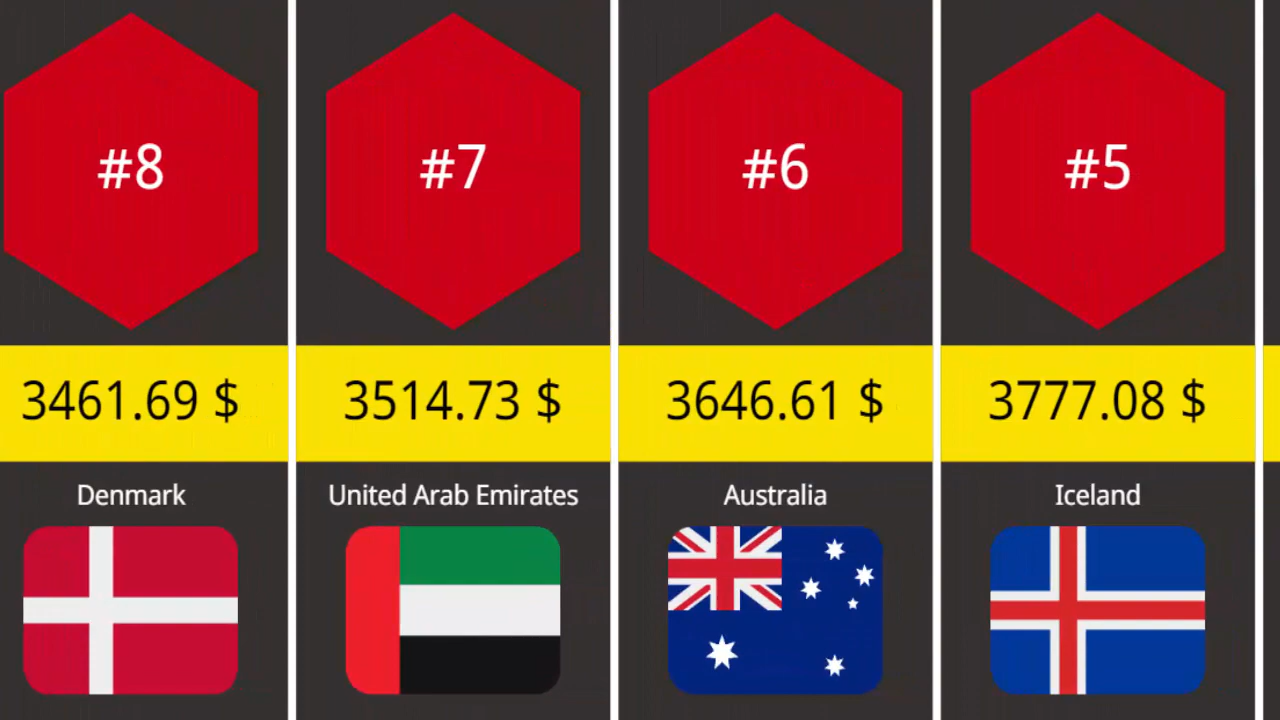 #8
3461.69 $
Denmark
#7
3514.73 $
United Arab Emirates
#6
3646.61 $
Australia
#5
3777.08 $
Iceland